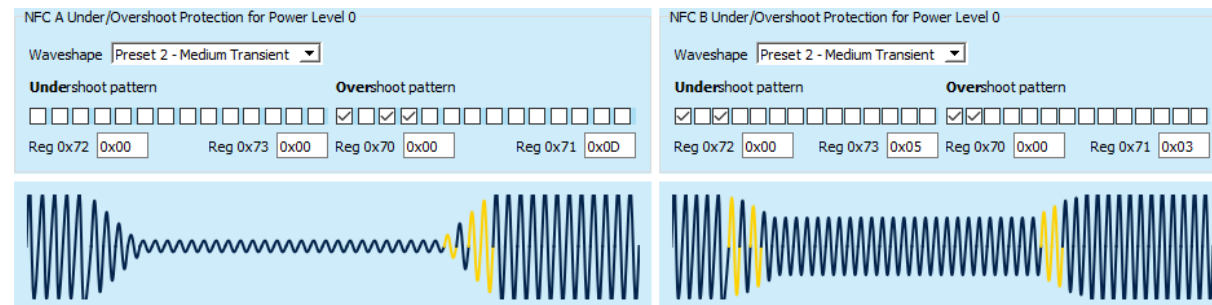 NFC A Under/Overshoot Protection for Power Level 0
Waveshape Preset 2 - Medium Transient
Undershoot pattern Overshoot pattern
Reg 0x72 0x00 Reg 0x73 0x00 Reg 0x70 0x00 Reg 0x71 0x0D
NFC B Under/Overshoot Protection for Power Level 0
Waveshape Preset 2 - Medium Transient
Undershoot pattern Overshoot pattern
Reg 0x72 0x00 Reg 0x73 0x05 Reg 0x70 0x00 Reg 0x71 0x03